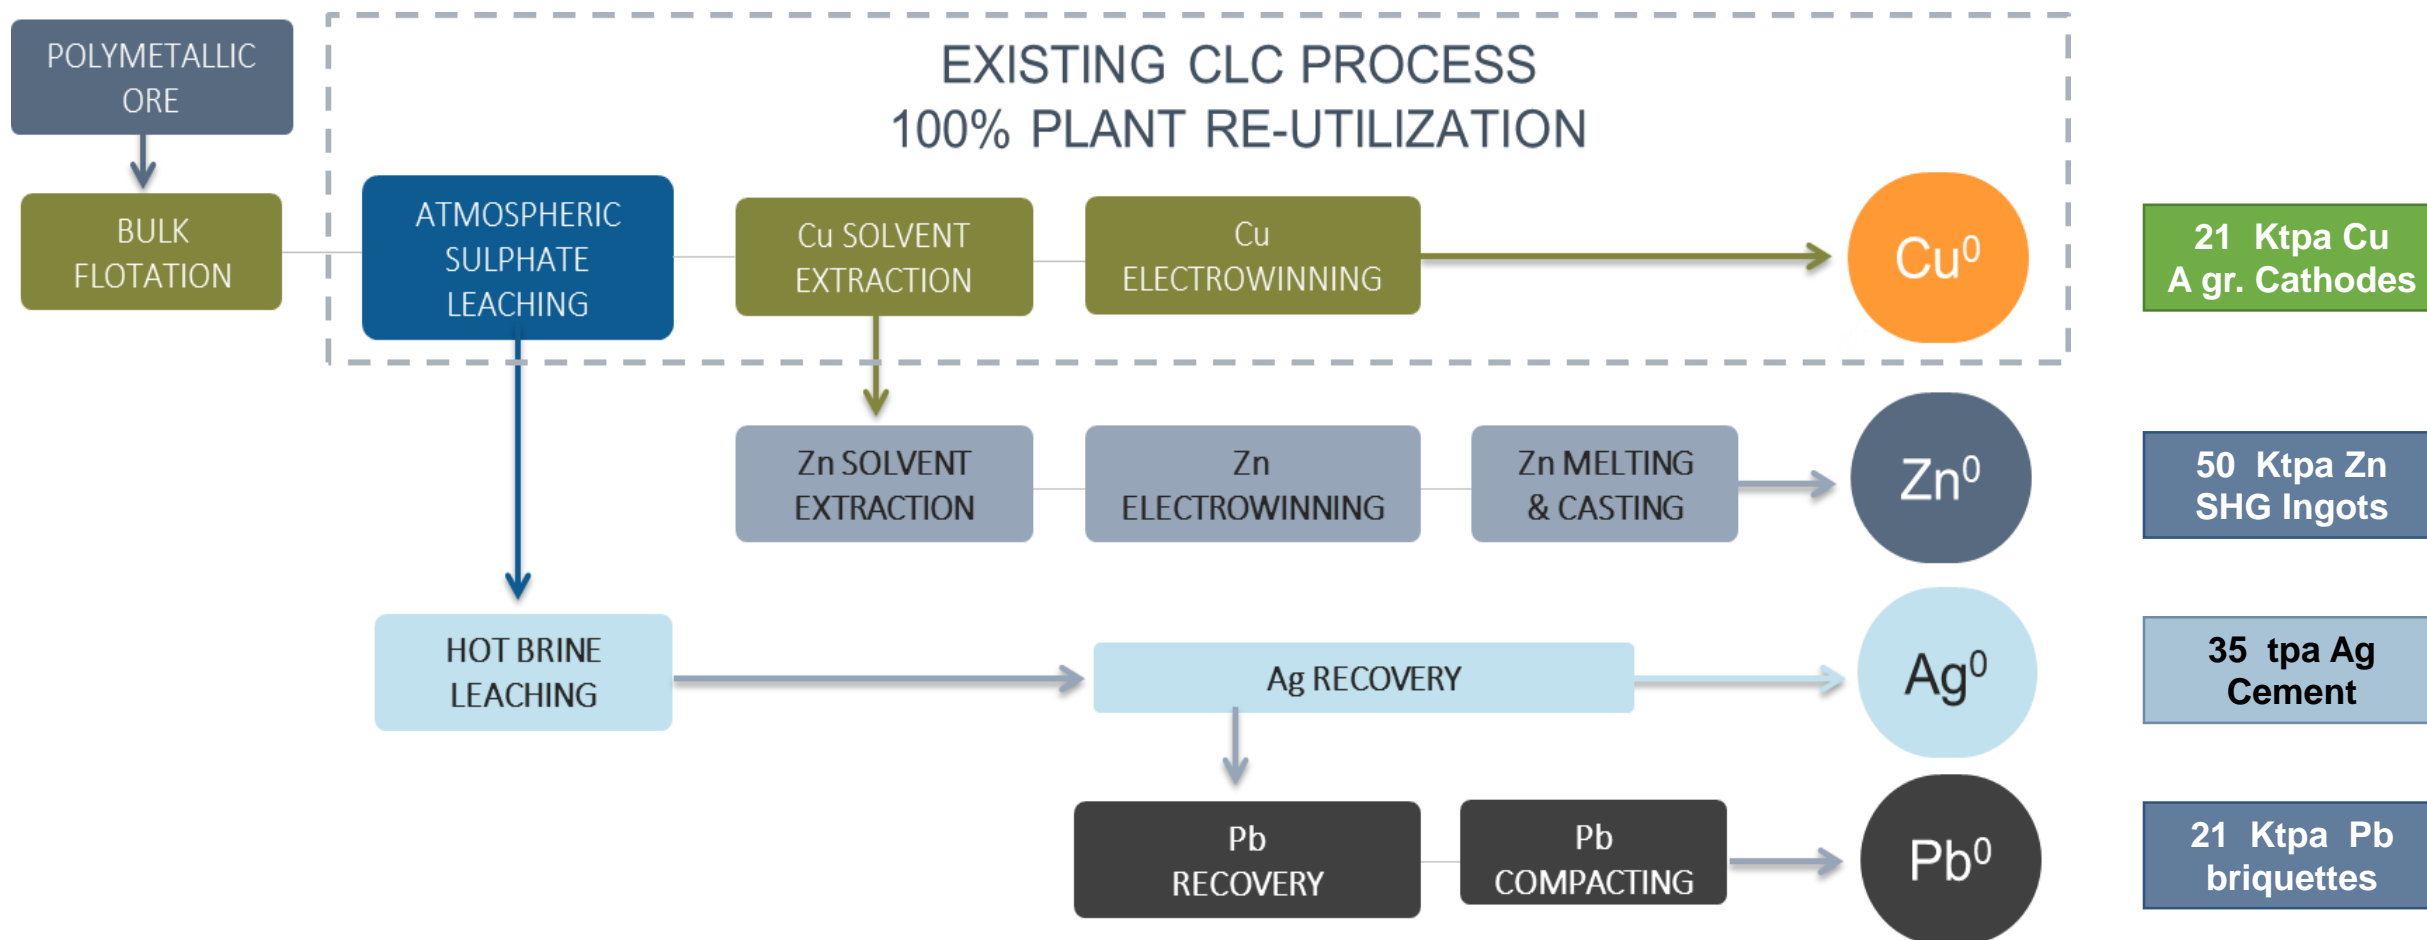 POLYMETALLIC
ORE
EXISTING CLC PROCESS
100% PLANT RE-UTILIZATION
BULK
FLOTATION
ATMOSPHERIC
SULPHATE
LEACHING
Cu SOLVENT
EXTRACTION
Cu
ELECTROWINNING
Cu⁰
21 Ktpa Cu
A gr. Cathodes
Zn SOLVENT
EXTRACTION
Zn
ELECTROWINNING
Zn MELTING
& CASTING
Zn⁰
50 Ktpa Zn
SHG Ingots
HOT BRINE
LEACHING
Ag RECOVERY
Ag⁰
35 tpa Ag
Cement
Pb
RECOVERY
Pb
COMPACTING
Pb⁰
21 Ktpa Pb
briquettes